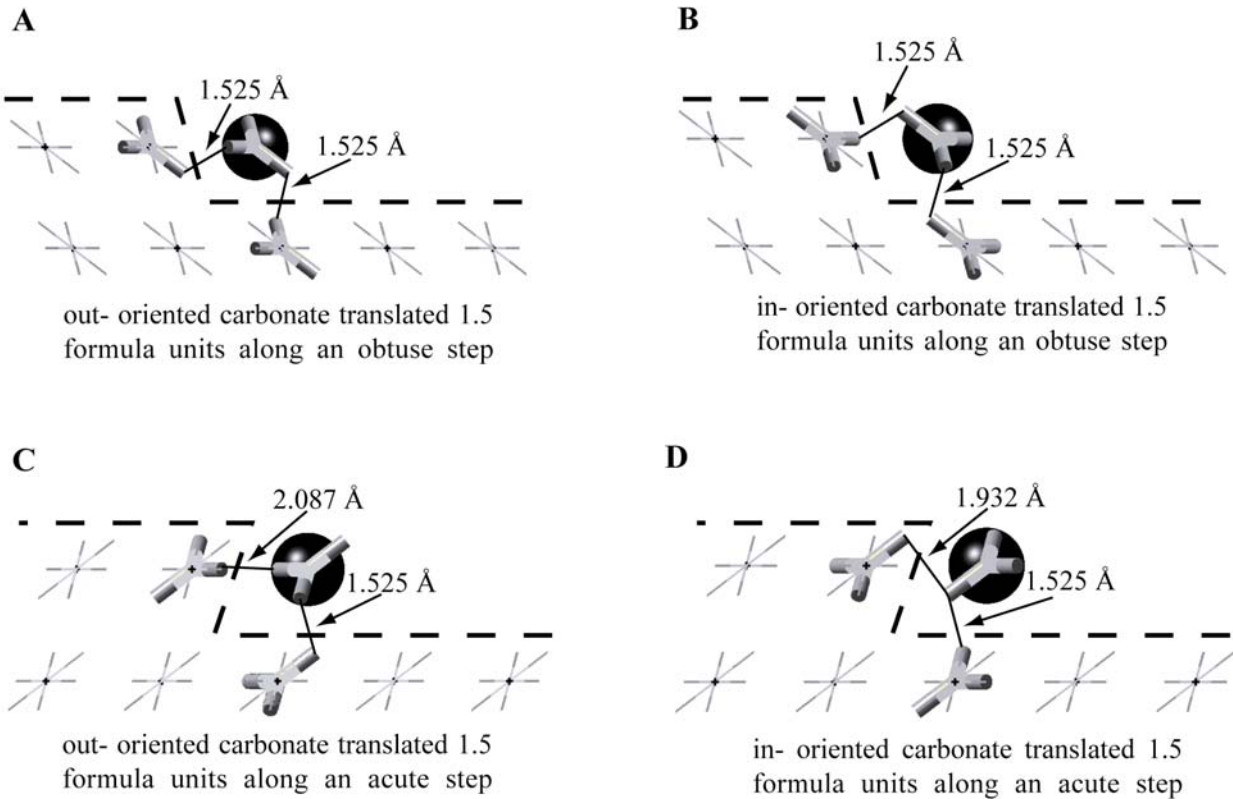 A
1.525 Å
1.525 Å
out- oriented carbonate translated 1.5
formula units along an obtuse step
B
1.525 Å
1.525 Å
in- oriented carbonate translated 1.5
formula units along an obtuse step
C
2.087 Å
1.525 Å
out- oriented carbonate translated 1.5
formula units along an acute step
D
1.932 Å
1.525 Å
in- oriented carbonate translated 1.5
formula units along an acute step